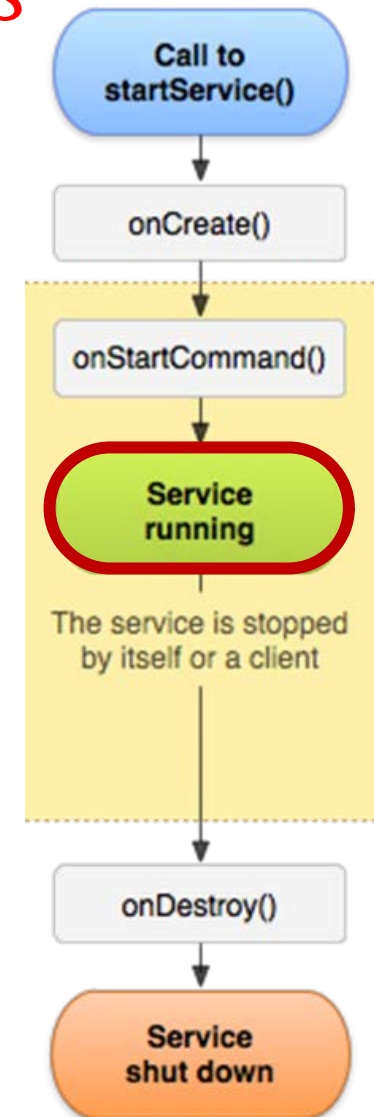 s
Call to
startService()
onCreate()
onStartCommand()
Service
running
The service is stopped
by itself or a client
onDestroy()
Service
shut down